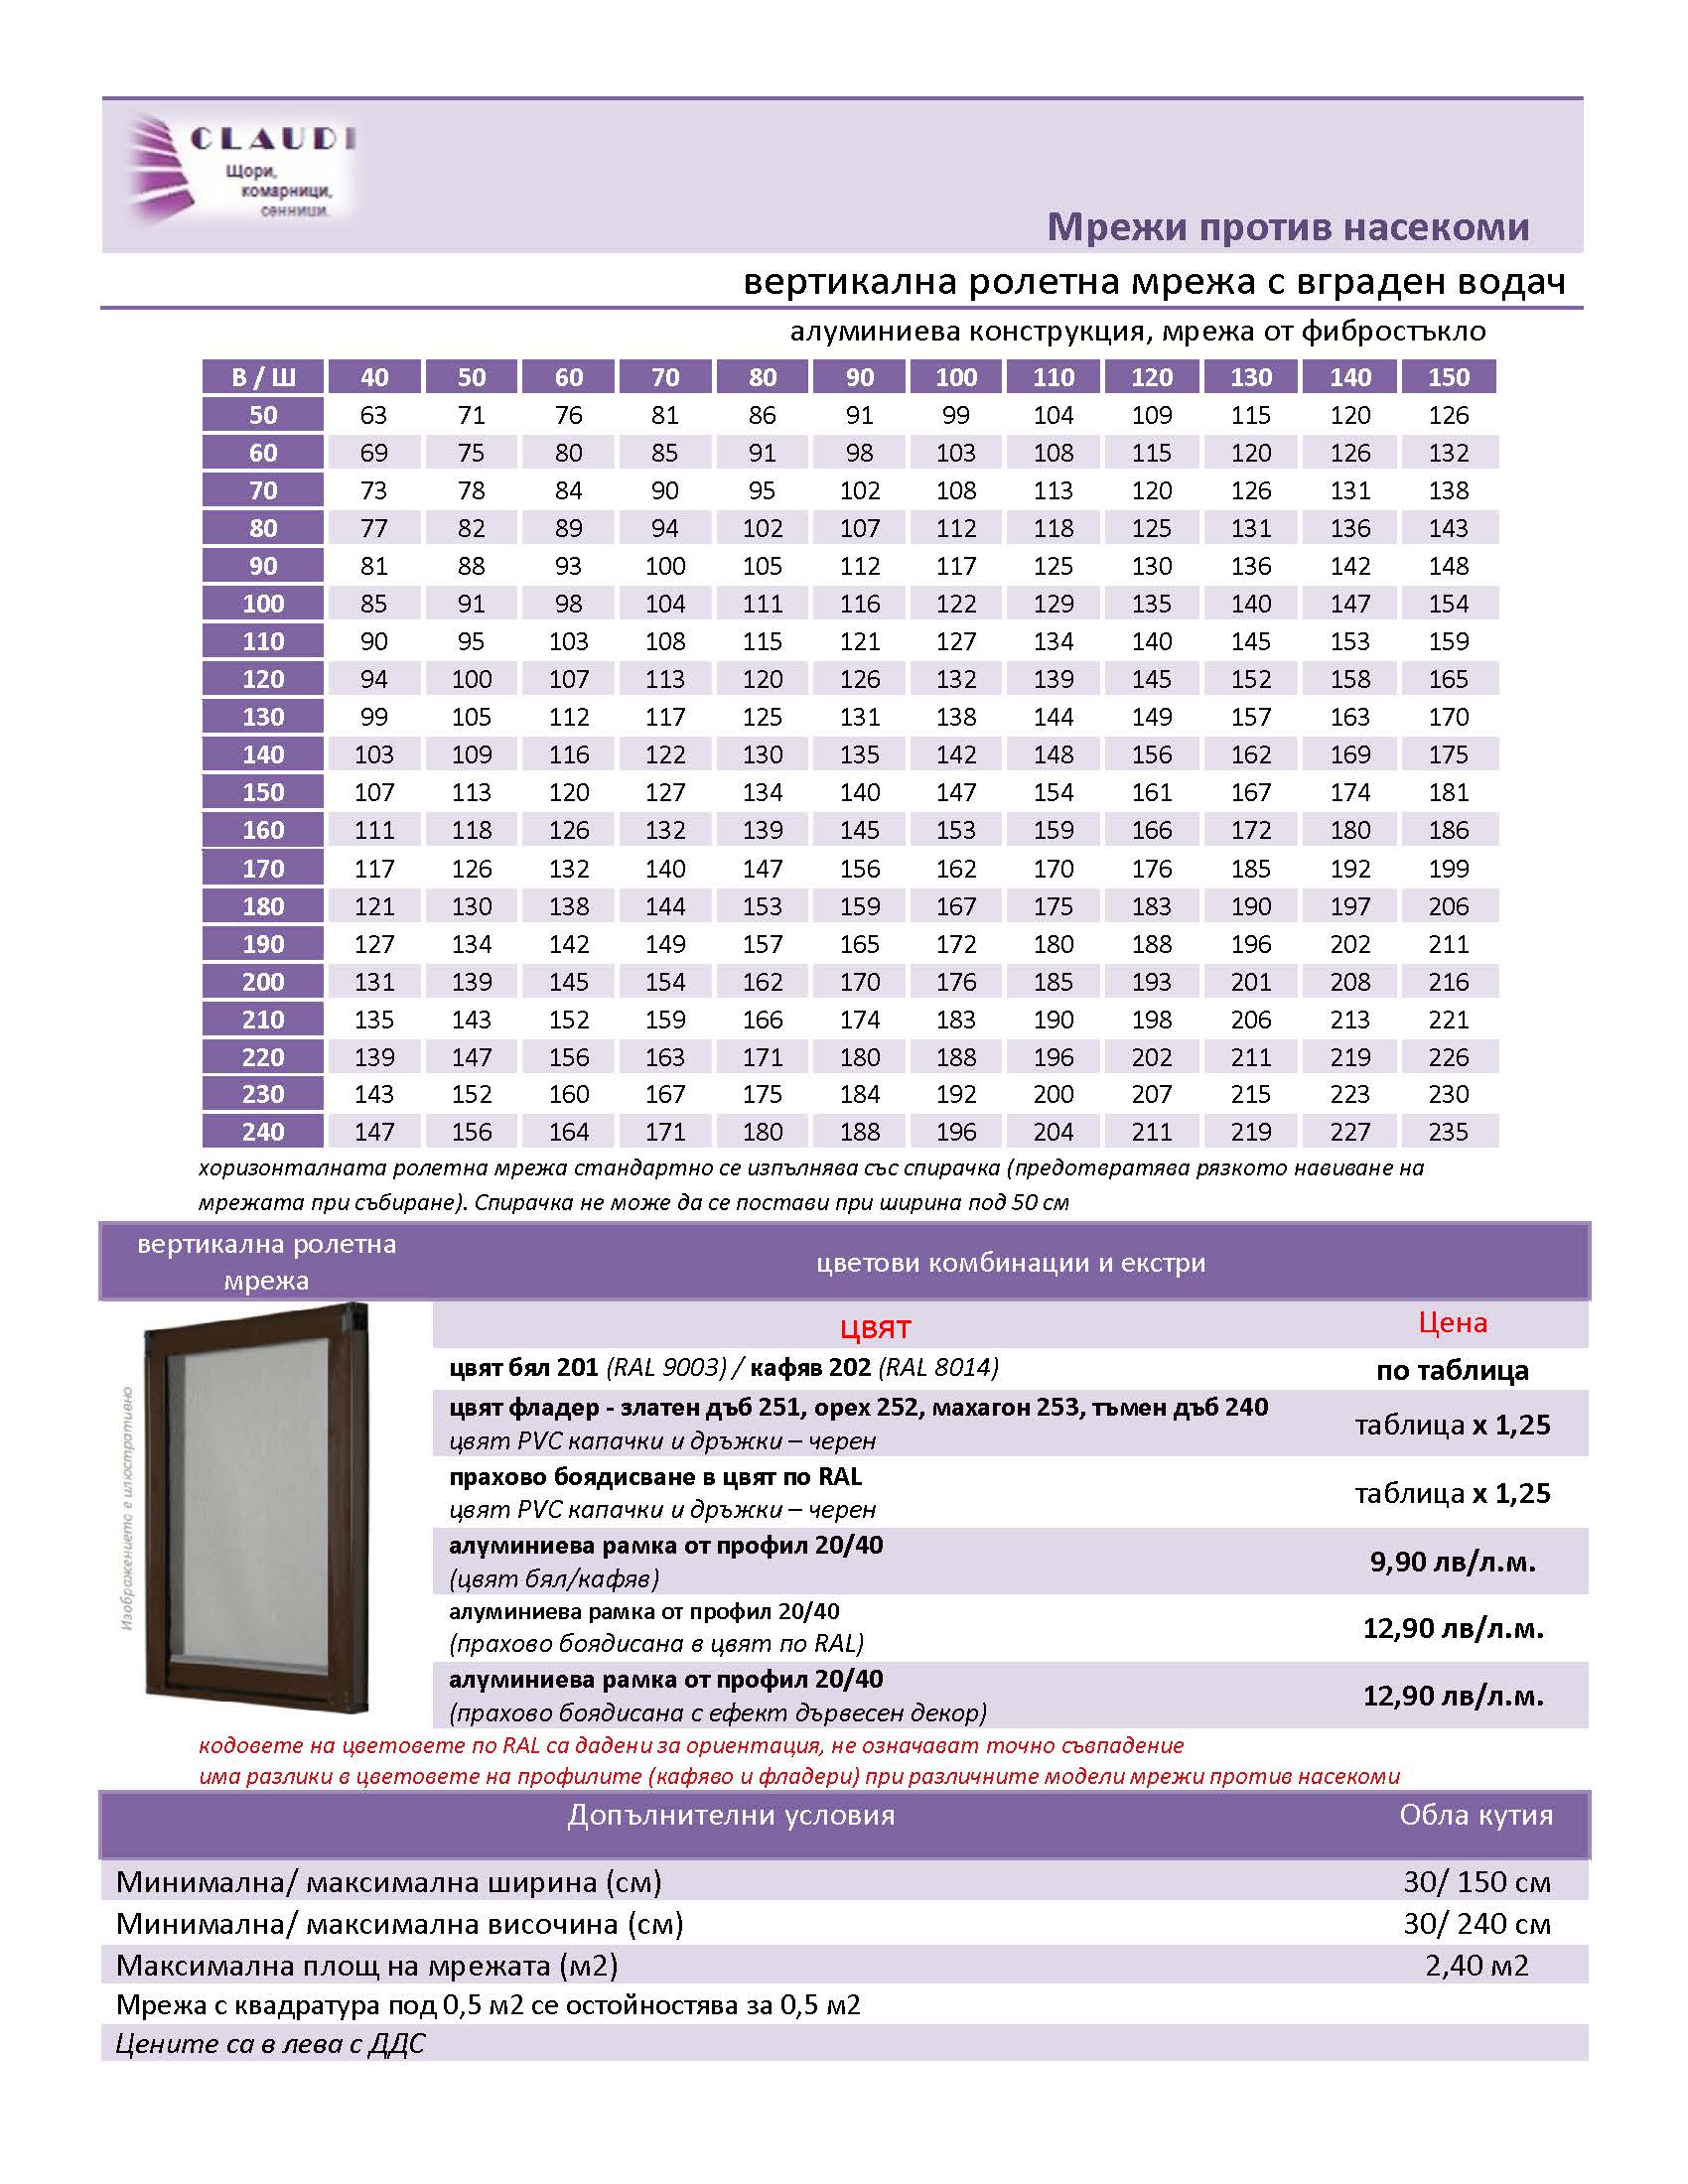 CLAUDI
Щори,
комарници,
сенници.
Мрежи против насекоми
вертикална ролетна мрежа с вграден водач
алуминиева конструкция, мрежа от фибростъкло
В / Ш 40 50 60 70 80 90 100 110 120 130 140 150
50 63 71 76 81 86 91 99 104 109 115 120 126
60 69 75 80 85 91 98 103 108 115 120 126 132
70 73 78 84 90 95 102 108 113 120 126 131 138
80 77 82 89 94 102 107 112 118 125 131 136 143
90 81 88 93 100 105 112 117 125 130 136 142 148
100 85 91 98 104 111 116 122 129 135 140 147 154
110 90 95 103 108 115 121 127 134 140 145 153 159
120 94 100 107 113 120 126 132 139 145 152 158 165
130 99 105 112 117 125 131 138 144 149 157 163 170
140 103 109 116 122 130 135 142 148 156 162 169 175
150 107 113 120 127 134 140 147 154 161 167 174 181
160 111 118 126 132 139 145 153 159 166 172 180 186
170 117 126 132 140 147 156 162 170 176 185 192 199
180 121 130 138 144 153 159 167 175 183 190 197 206
190 127 134 142 149 157 165 172 180 188 196 202 211
200 131 139 145 154 162 170 176 185 193 201 208 216
210 135 143 152 159 166 174 183 190 198 206 213 221
220 139 147 156 163 171 180 188 196 202 211 219 226
230 143 152 160 167 175 184 192 200 207 215 223 230
240 147 156 164 171 180 188 196 204 211 219 227 235
хоризонталната ролетна мрежа стандартно се изпълнява със спирачка (предотвратява рязкото навиване на
мрежата при събиране). Спирачка не може да се постави при ширина под 50 см
вертикална ролетна
мрежа
цветови комбинации и екстри
Изображението е илюстративно
цвят Цена
цвят бял 201 (RAL 9003) / кафяв 202 (RAL 8014) по таблица
цвят фладер - златен дъб 251, орех 252, махагон 253, тъмен дъб 240
цвят PVC капачки и дръжки – черен
таблица x 1,25
прахово боядисване в цвят по RAL
цвят PVC капачки и дръжки – черен
таблица x 1,25
алуминиева рамка от профил 20/40
(цвят бял/кафяв)
9,90 лв/л.м.
алуминиева рамка от профил 20/40
(прахово боядисана в цвят по RAL)
12,90 лв/л.м.
алуминиева рамка от профил 20/40
(прахово боядисана с ефект дървесен декор)
12,90 лв/л.м.
кодовете на цветовете по RAL са дадени за ориентация, не означават точно съвпадение
има разлики в цветовете на профилите (кафяво и фладери) при различните модели мрежи против насекоми
Допълнителни условия Обла кутия
Минимална/ максимална ширина (см) 30/ 150 см
Минимална/ максимална височина (см) 30/ 240 см
Максимална площ на мрежата (м2) 2,40 м2
Мрежа с квадратура под 0,5 м2 се остойностява за 0,5 м2
Цените са в лева с ДДС